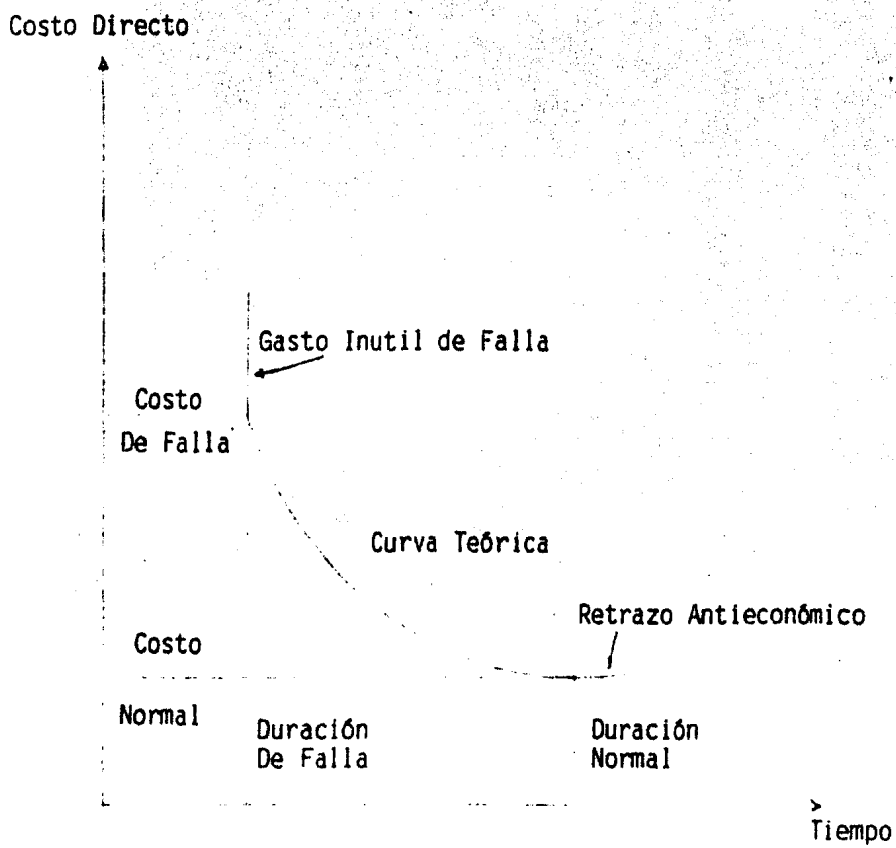 Costo Directo
Gasto Inutil de Falla
Costo
De Falla
Curva Teórica
Retrazo Antieconómico
Costo
Normal
Duración
De Falla
Duración
Normal
Tiempo